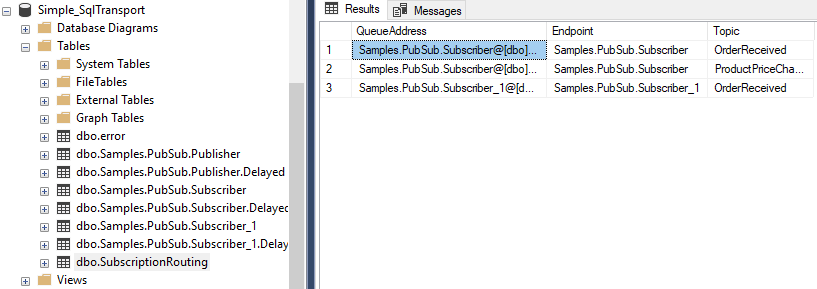 Simple_SqlTransport
Database Diagrams
Tables
System Tables
FileTables
External Tables
Graph Tables
dbo.error
dbo.Samples.PubSub.Publisher
dbo.Samples.PubSub.Publisher.Delayed
dbo.Samples.PubSub.Subscriber
dbo.Samples.PubSub.Subscriber.Delayed
dbo.Samples.PubSub.Subscriber_1
dbo.Samples.PubSub.Subscriber_1.Delay
dbo.SubscriptionRouting
Views
Results Messages
QueueAddress Endpoint Topic
1 Samples.PubSub.Subscriber@[dbo]... Samples.PubSub.Subscriber OrderReceived
2 Samples.PubSub.Subscriber@[dbo]... Samples.PubSub.Subscriber ProductPriceCha...
3 Samples.PubSub.Subscriber_1@[d... Samples.PubSub.Subscriber_1 OrderReceived